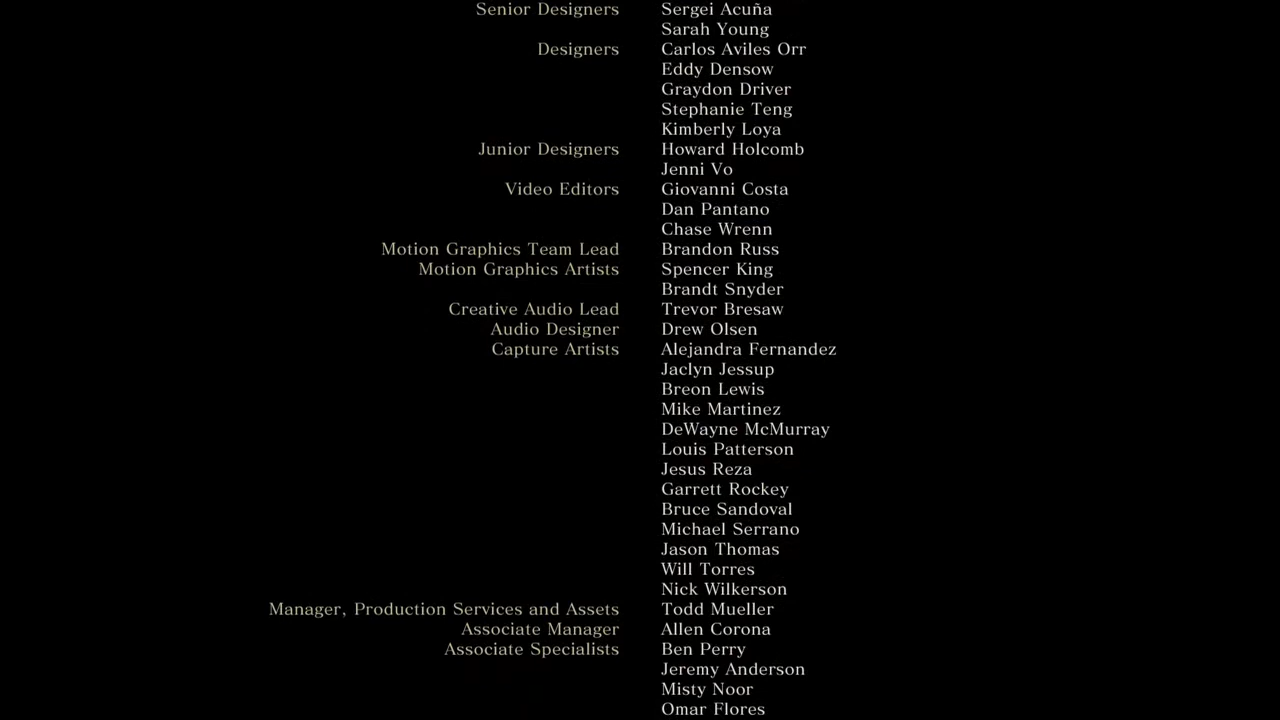 Senior Designers Sergei Acuña
Sarah Young
Designers Carlos Aviles Orr
Eddy Densow
Graydon Driver
Stephanie Teng
Kimberly Loya
Junior Designers Howard Holcomb
Jenni Vo
Video Editors Giovanni Costa
Dan Pantano
Chase Wrenn
Motion Graphics Team Lead Brandon Russ
Motion Graphics Artists Spencer King
Brandt Snyder
Creative Audio Lead Trevor Bresaw
Audio Designer Drew Olsen
Capture Artists Alejandra Fernandez
Jaclyn Jessup
Breon Lewis
Mike Martinez
DeWayne McMurray
Louis Patterson
Jesus Reza
Garrett Rockey
Bruce Sandoval
Michael Serrano
Jason Thomas
Will Torres
Nick Wilkerson
Manager, Production Services and Assets Todd Mueller
Associate Manager Allen Corona
Associate Specialists Ben Perry
Jeremy Anderson
Misty Noor
Omar Flores